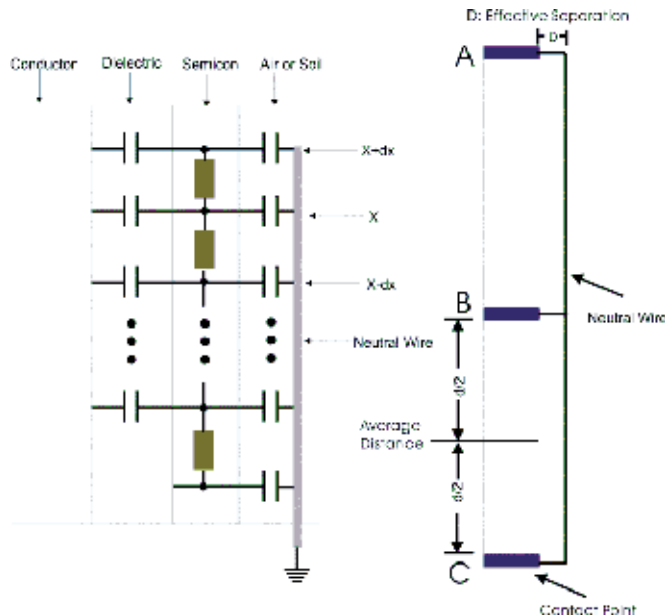 D: Effective Separation
D
Conductor
Dielectric
Semicon
Air or Soil
A
X+dx
X
X-dx
B
Neutral Wire
Neutral Wire
d/2
Average
Distance
d/2
C
Contact Point